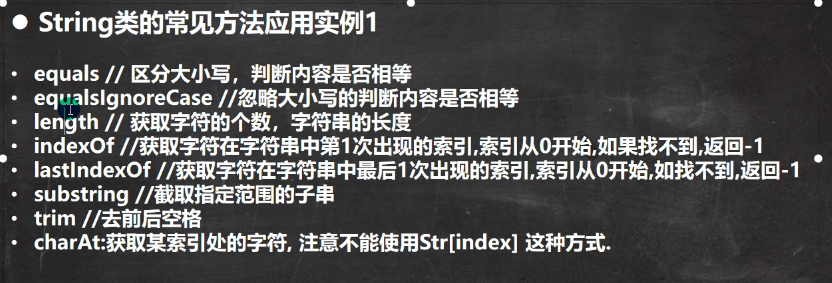 ● String类的常见方法应用实例1
• equals // 区分大小写，判断内容是否相等
• equalsIgnoreCase //忽略大小写的判断内容是否相等
• length // 获取字符的个数，字符串的长度
• indexOf //获取字符在字符串中第1次出现的索引,索引从0开始,如果找不到,返回-1
• lastIndexOf //获取字符在字符串中最后1次出现的索引,索引从0开始,如找不到,返回-1
• substring //截取指定范围的子串
• trim //去前后空格
• charAt:获取某索引处的字符, 注意不能使用Str[index] 这种方式.